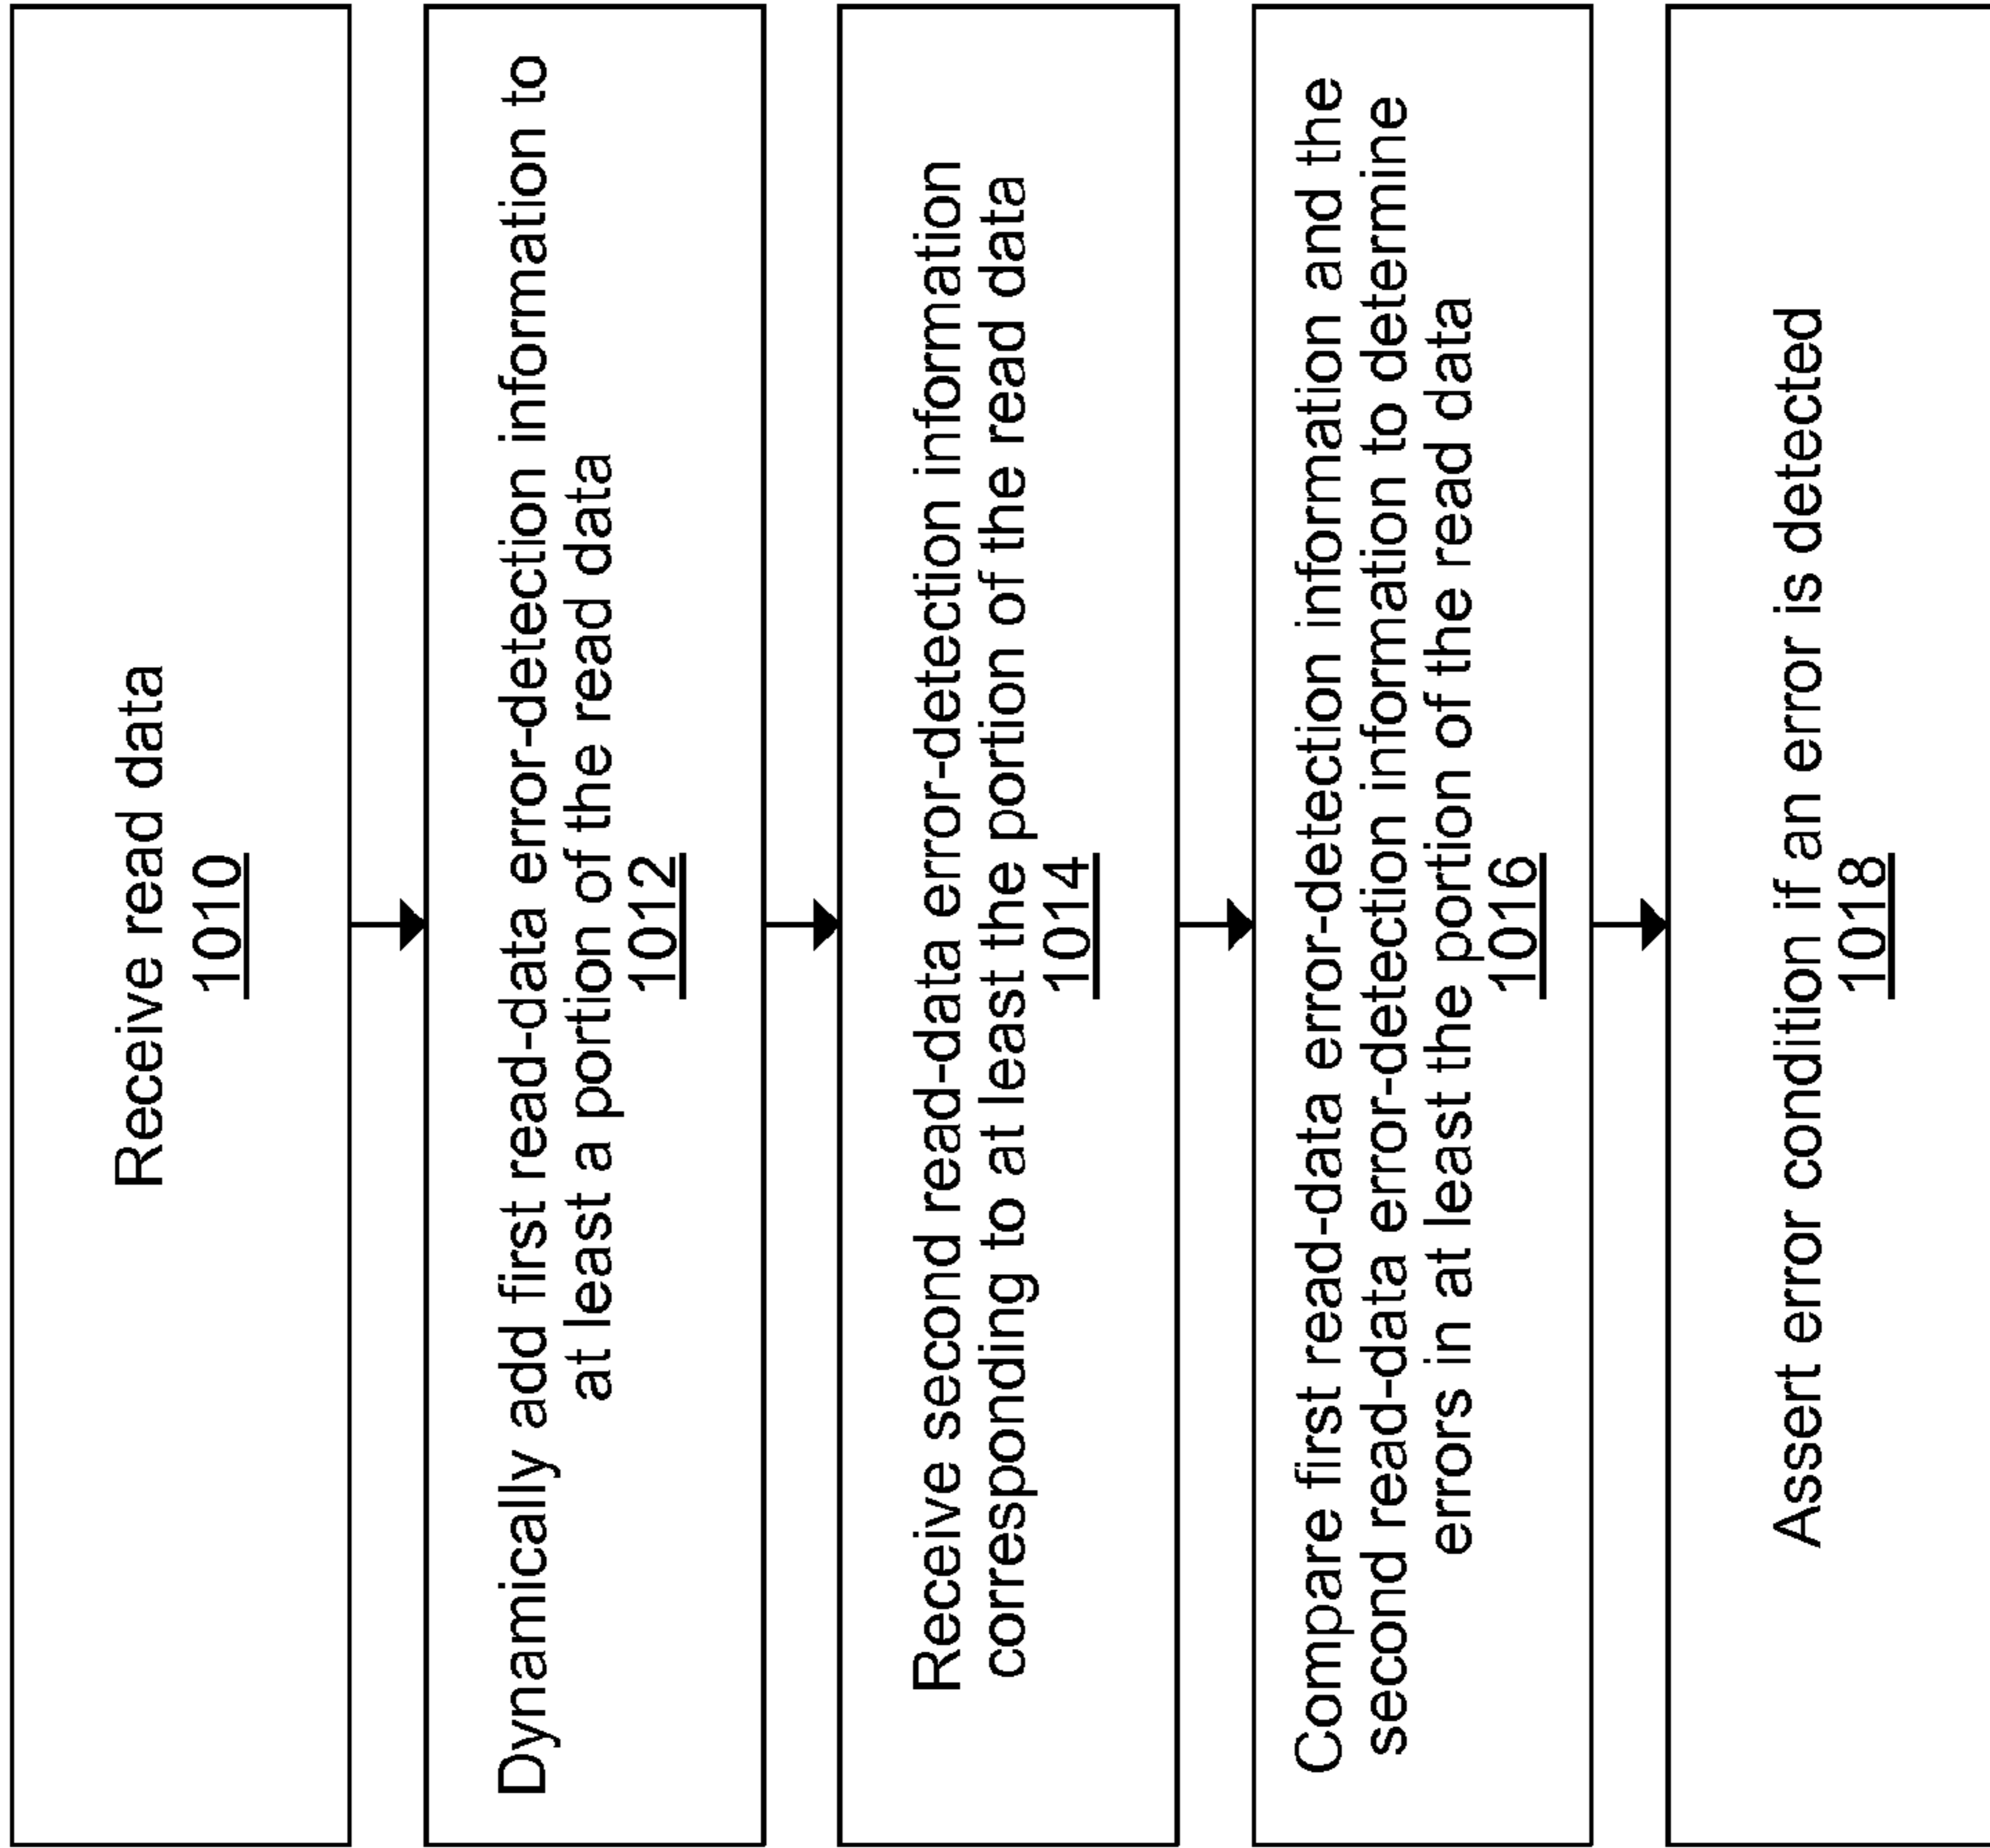 Receive read data
1010
Dynamically add first read-data error-detection information to
at least a portion of the read data
1012
Receive second read-data error-detection information
corresponding to at least the portion of the read data
1014
Compare first read-data error-detection information and the
second read-data error-detection information to determine
errors in at least the portion of the read data
1016
Assert error condition if an error is detected
1018